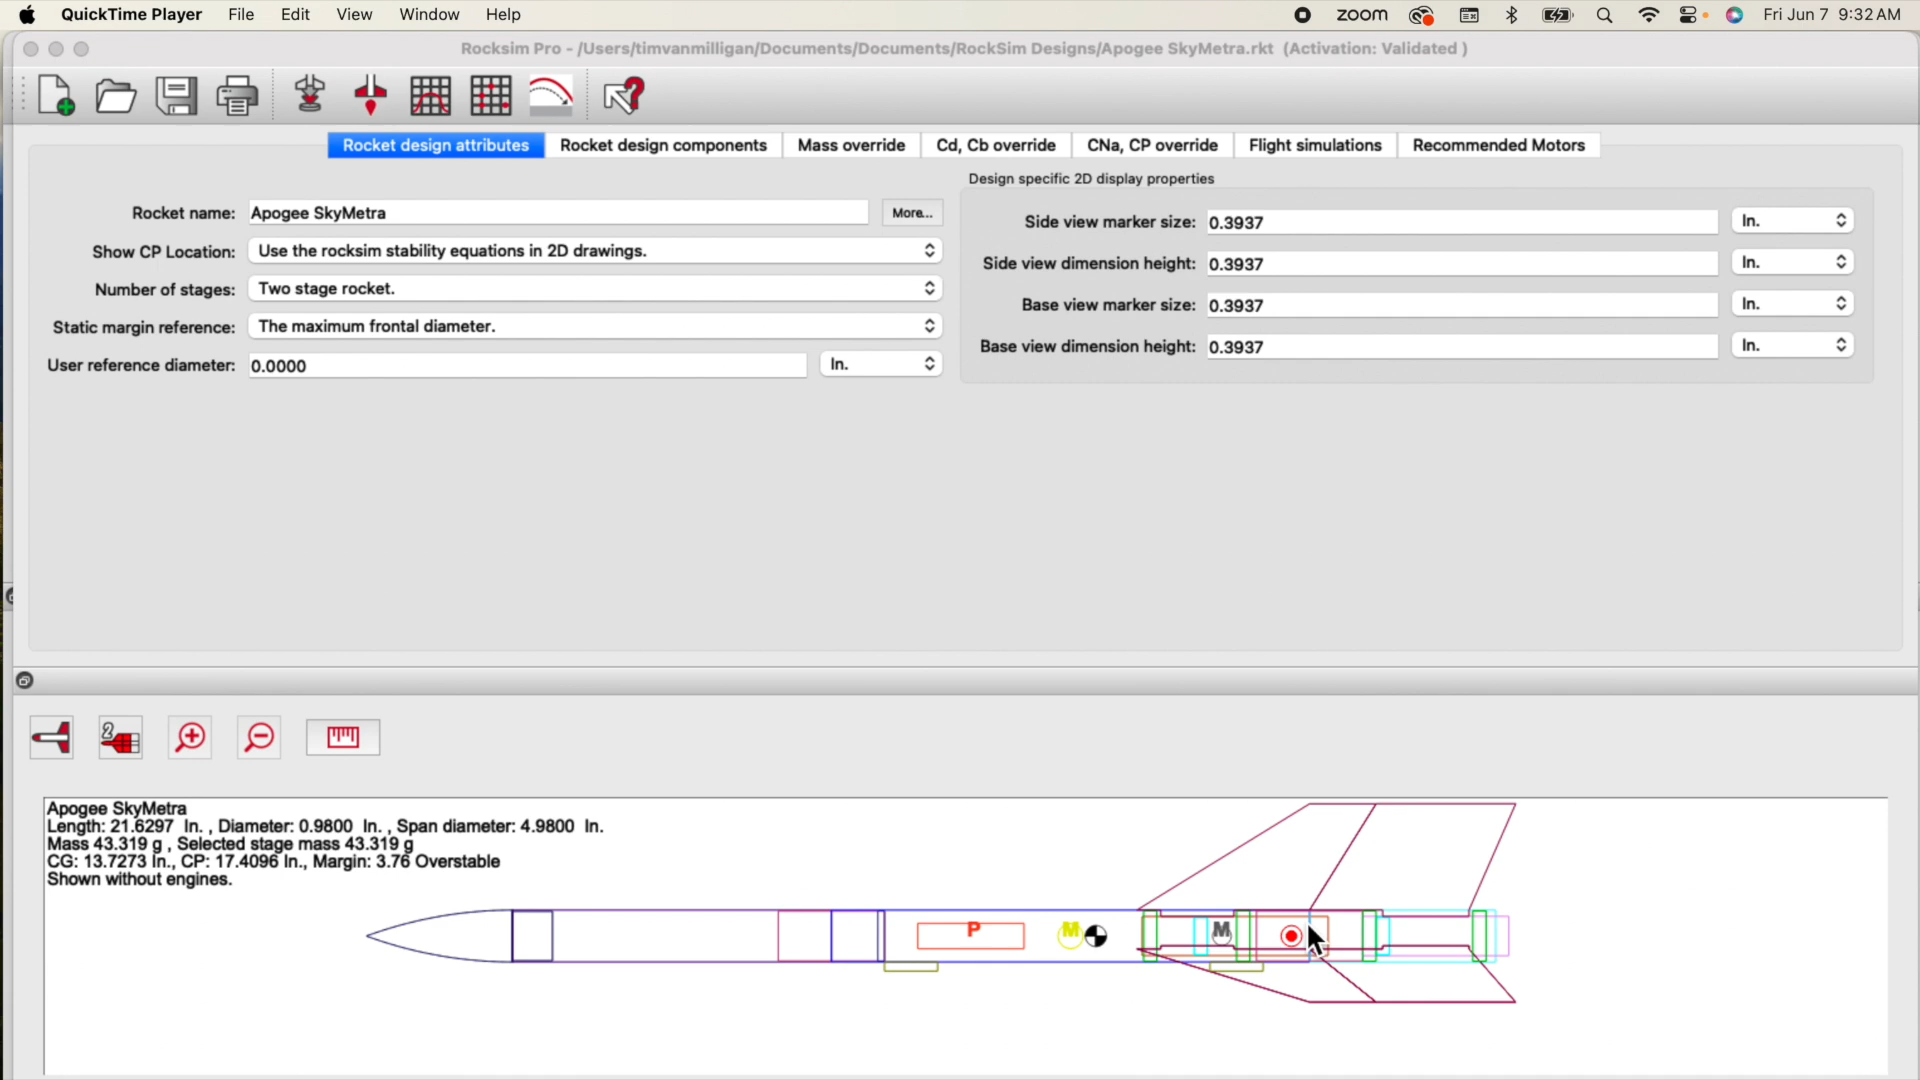 QuickTime Player File Edit View Window Help zoom Fri Jun 7 9:32 AM
Rocksim Pro - /Users/timvanmilligan/Documents/Documents/RockSim Designs/Apogee SkyMetra.rkt (Activation: Validated )
Rocket design attributes Rocket design components Mass override Cd, Cb override CNa, CP override Flight simulations Recommended Motors
Design specific 2D display properties
Rocket name: Apogee SkyMetra More...
Side view marker size: 0.3937 In.
Show CP Location: Use the rocksim stability equations in 2D drawings.
Side view dimension height: 0.3937 In.
Number of stages: Two stage rocket.
Base view marker size: 0.3937 In.
Static margin reference: The maximum frontal diameter.
Base view dimension height: 0.3937 In.
User reference diameter: 0.0000 In.
2
Apogee SkyMetra
Length: 21.6297 In. , Diameter: 0.9800 In. , Span diameter: 4.9800 In.
Mass 43.319 g , Selected stage mass 43.319 g
CG: 13.7273 In., CP: 17.4096 In., Margin: 3.76 Overstable
Shown without engines.
P M M